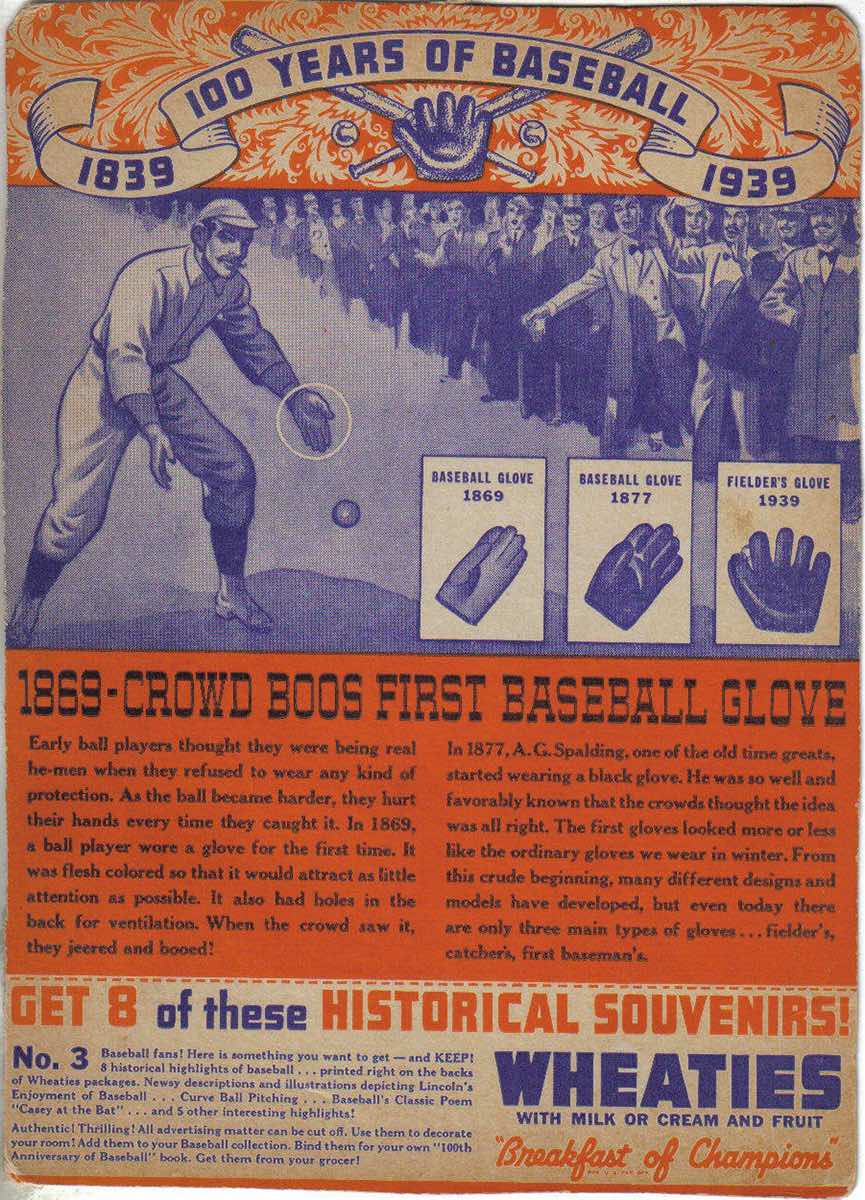 100 YEARS OF BASEBALL
1839
1939
BASEBALL GLOVE
1869
BASEBALL GLOVE
1877
FIELDER'S GLOVE
1939
1869-CROWD BOOS FIRST BASEBALL GLOVE
Early ball players thought they were being real
he-men when they refused to wear any kind of
protection. As the ball became harder, they hurt
their hands every time they caught it. In 1869,
a ball player wore a glove for the first time. It
was flesh colored so that it would attract as little
attention as possible. It also had holes in the
back for ventilation. When the crowd saw it,
they jeered and booed!
In 1877, A. G. Spalding, one of the old time greats,
started wearing a black glove. He was so well and
favorably known that the crowds thought the idea
was all right. The first gloves looked more or less
like the ordinary gloves we wear in winter. From
this crude beginning, many different designs and
models have developed, but even today there
are only three main types of gloves ... fielder's,
catcher's, first baseman's.
GET 8 of these HISTORICAL SOUVENIRS!
No. 3 Baseball fans! Here is something you want to get — and KEEP!
8 historical highlights of baseball ... printed right on the backs
of Wheaties packages. Newsy descriptions and illustrations depicting Lincoln's
Enjoyment of Baseball ... Curve Ball Pitching ... Baseball's Classic Poem
"Casey at the Bat" ... and 5 other interesting highlights!
Authentic! Thrilling! All advertising matter can be cut off. Use them to decorate
your room! Add them to your Baseball collection. Bind them for your own "100th
Anniversary of Baseball" book. Get them from your grocer!
WHEATIES
WITH MILK OR CREAM AND FRUIT
"Breakfast of Champions"